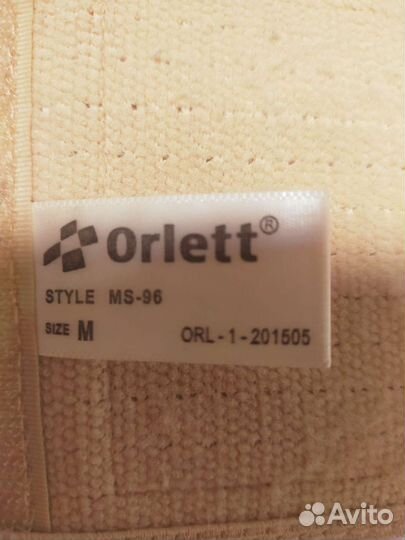 Orlett®
STYLE MS-96
SIZE M ORL-1-201505
Avito